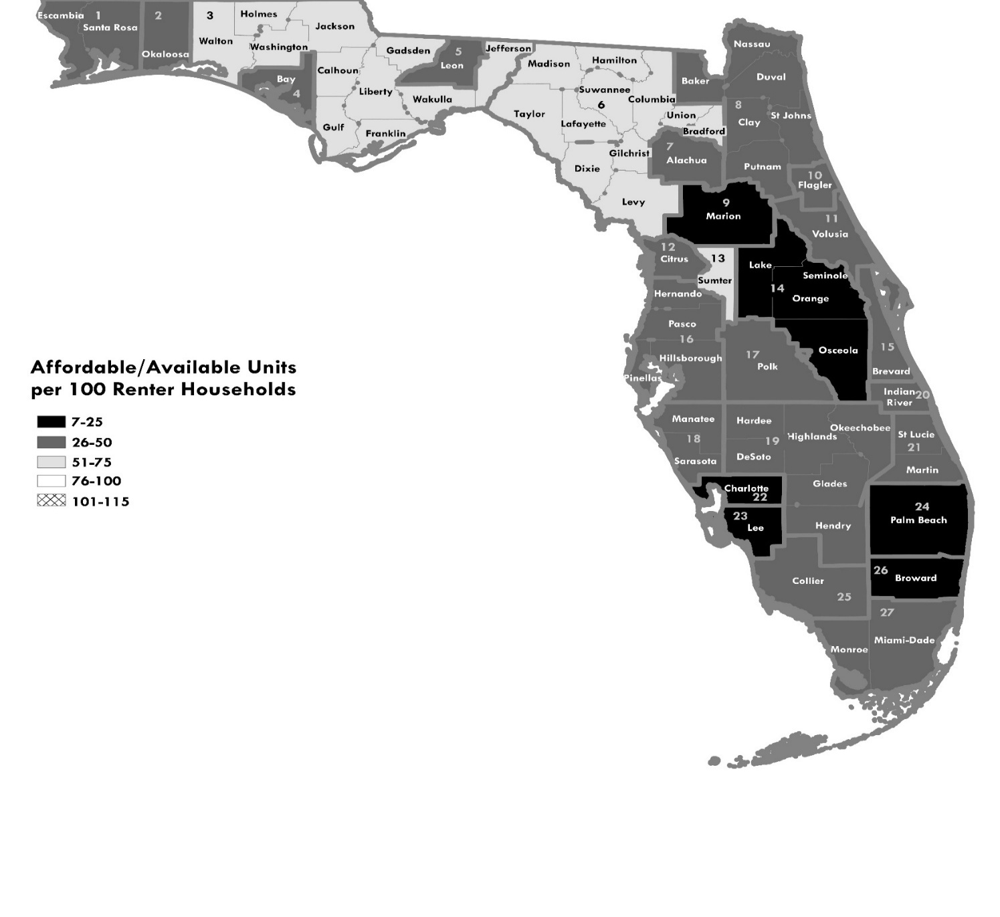 Escambia
1
Santa Rosa
2
Okaloosa
3
Walton
Holmes
Washington
Jackson
Bay
4
Calhoun
Gulf
Liberty
Franklin
Gadsden
5
Leon
Wakulla
Jefferson
Madison
Taylor
Hamilton
Suwannee
6
Lafayette
Columbia
Dixie
Gilchrist
Levy
Union
Bradford
Baker
Nassau
Duval
8
Clay
St Johns
Putnam
7
Alachua
10
Flagler
9
Marion
11
Volusia
12
Citrus
13
Sumter
Lake
Seminole
14
Orange
Osceola
Hernando
Pasco
16
Hillsborough
Pinellas
17
Polk
15
Brevard
Indian
River
20
Manatee
18
Sarasota
Hardee
19
DeSoto
Highlands
Okeechobee
St Lucie
21
Martin
Charlotte
22
Glades
23
Lee
Hendry
24
Palm Beach
Collier
25
26
Broward
27
Miami-Dade
Monroe
Affordable/Available Units
per 100 Renter Households
7-25
26-50
51-75
76-100
101-115